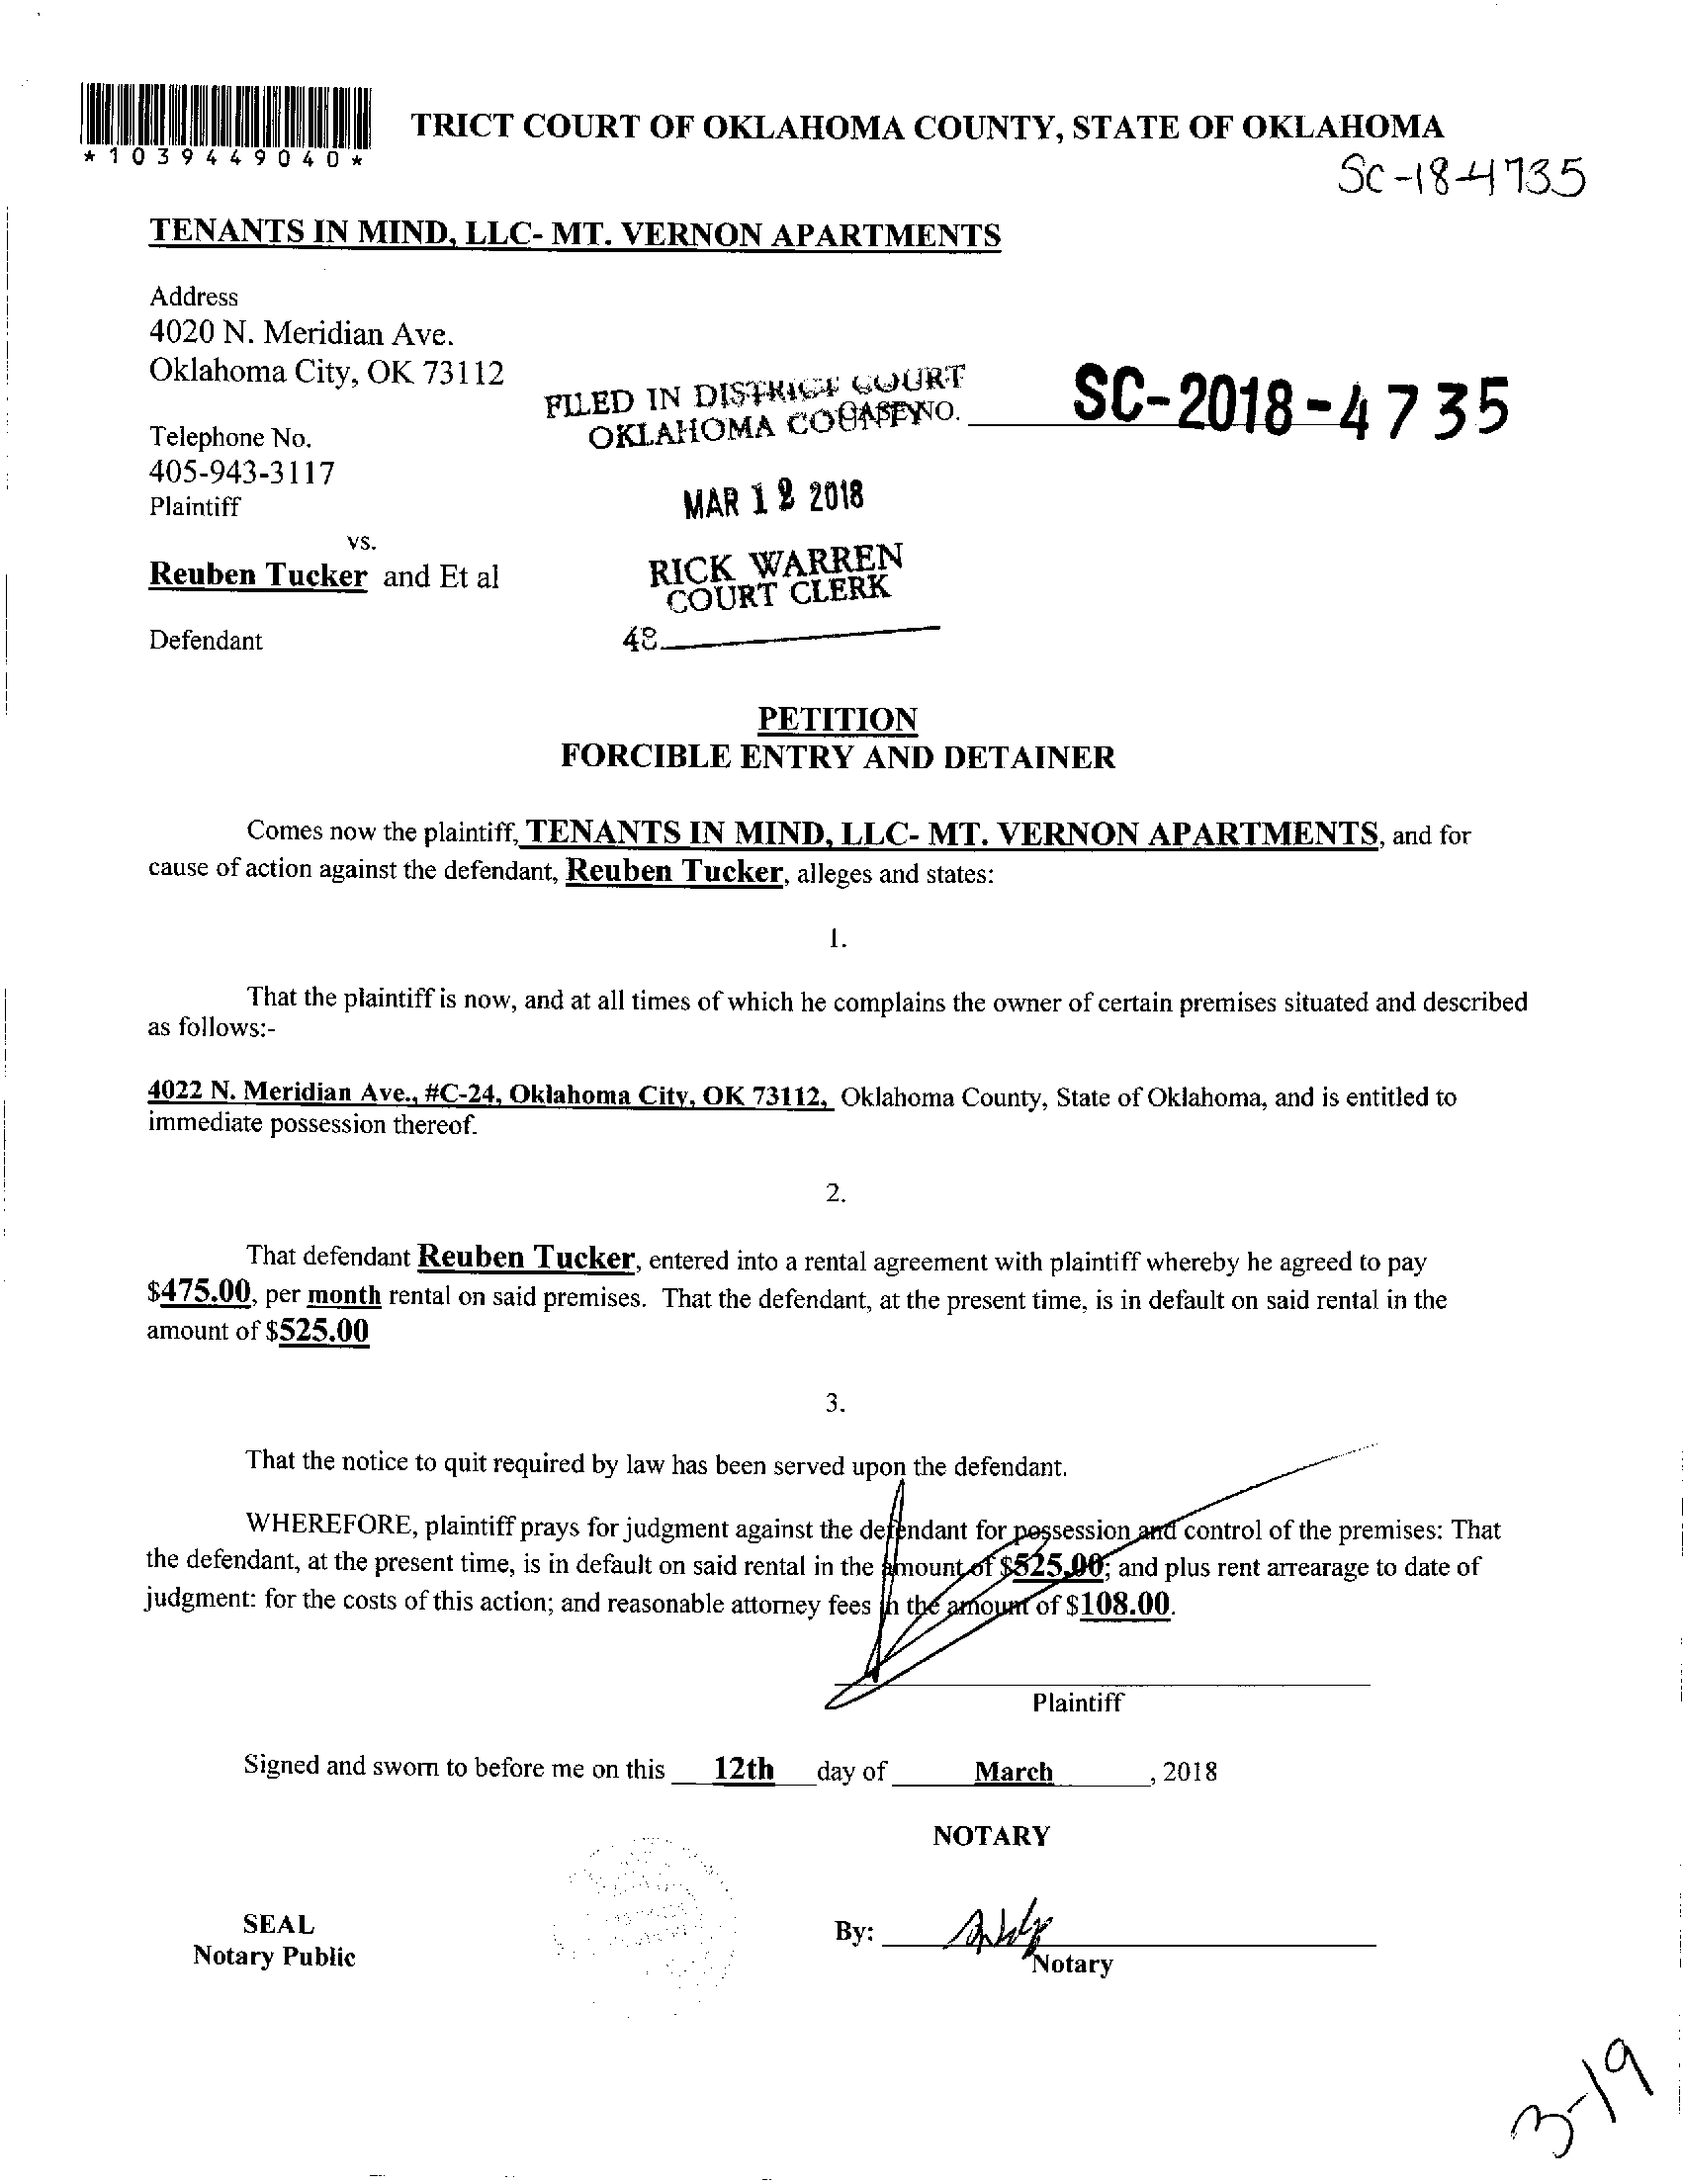 TRICT COURT OF OKLAHOMA COUNTY, STATE OF OKLAHOMA
*1039449040*
SC-18-4735
TENANTS IN MIND, LLC- MT. VERNON APARTMENTS
Address
4020 N. Meridian Ave.
Oklahoma City, OK 73112
FILED IN DISTRICT COURT
OKLAHOMA COUNTY
CASE NO. SC-2018-4735
Telephone No.
405-943-3117
Plaintiff
MAR 12 2018
vs.
Reuben Tucker and Et al
RICK WARREN
COURT CLERK
Defendant
48
PETITION
FORCIBLE ENTRY AND DETAINER
Comes now the plaintiff, TENANTS IN MIND, LLC- MT. VERNON APARTMENTS, and for
cause of action against the defendant, Reuben Tucker, alleges and states:
1.
That the plaintiff is now, and at all times of which he complains the owner of certain premises situated and described
as follows:-
4022 N. Meridian Ave., #C-24, Oklahoma City, OK 73112, Oklahoma County, State of Oklahoma, and is entitled to
immediate possession thereof.
2.
That defendant Reuben Tucker, entered into a rental agreement with plaintiff whereby he agreed to pay
$475.00, per month rental on said premises. That the defendant, at the present time, is in default on said rental in the
amount of $525.00
3.
That the notice to quit required by law has been served upon the defendant.
WHEREFORE, plaintiff prays for judgment against the defendant for possession and control of the premises: That
the defendant, at the present time, is in default on said rental in the amount of $525.00; and plus rent arrearage to date of
judgment: for the costs of this action; and reasonable attorney fees in the amount of $108.00.
Plaintiff
Signed and sworn to before me on this 12th day of March, 2018
NOTARY
SEAL
Notary Public
By:
Notary
3-19